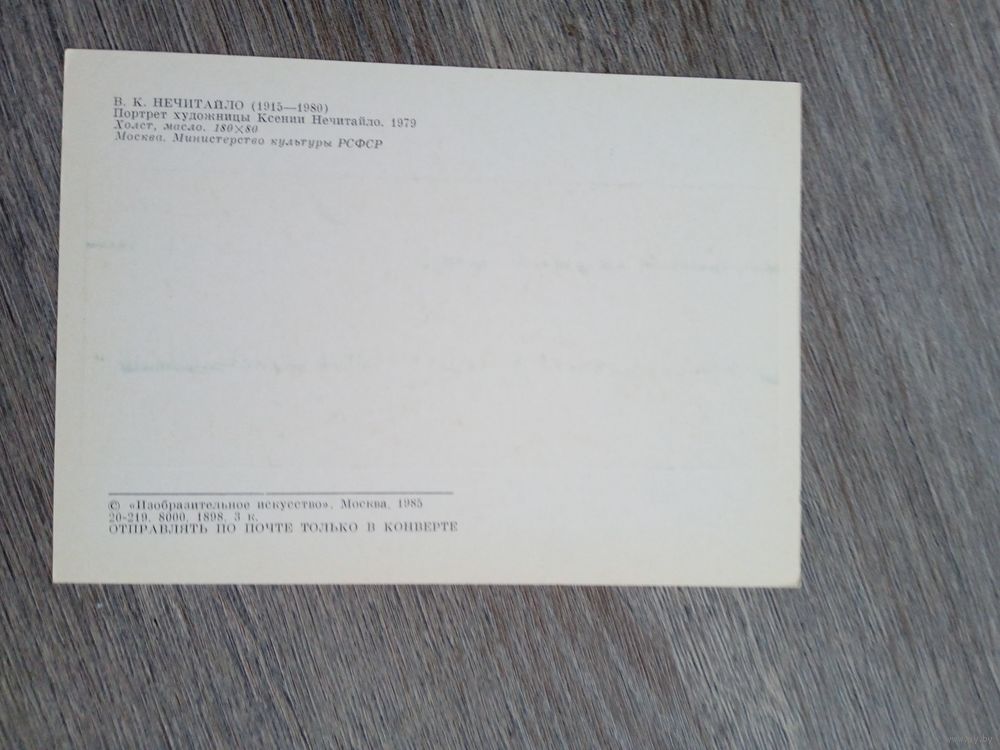 В. К. НЕЧИТАЙЛО (1915—1980)
Портрет художницы Ксении Нечитайло. 1979
Холст, масло. 180×80
Москва. Министерство культуры РСФСР
© «Изобразительное искусство». Москва. 1985
20-219. 8000. 1898. 3 к.
ОТПРАВЛЯТЬ ПО ПОЧТЕ ТОЛЬКО В КОНВЕРТЕ